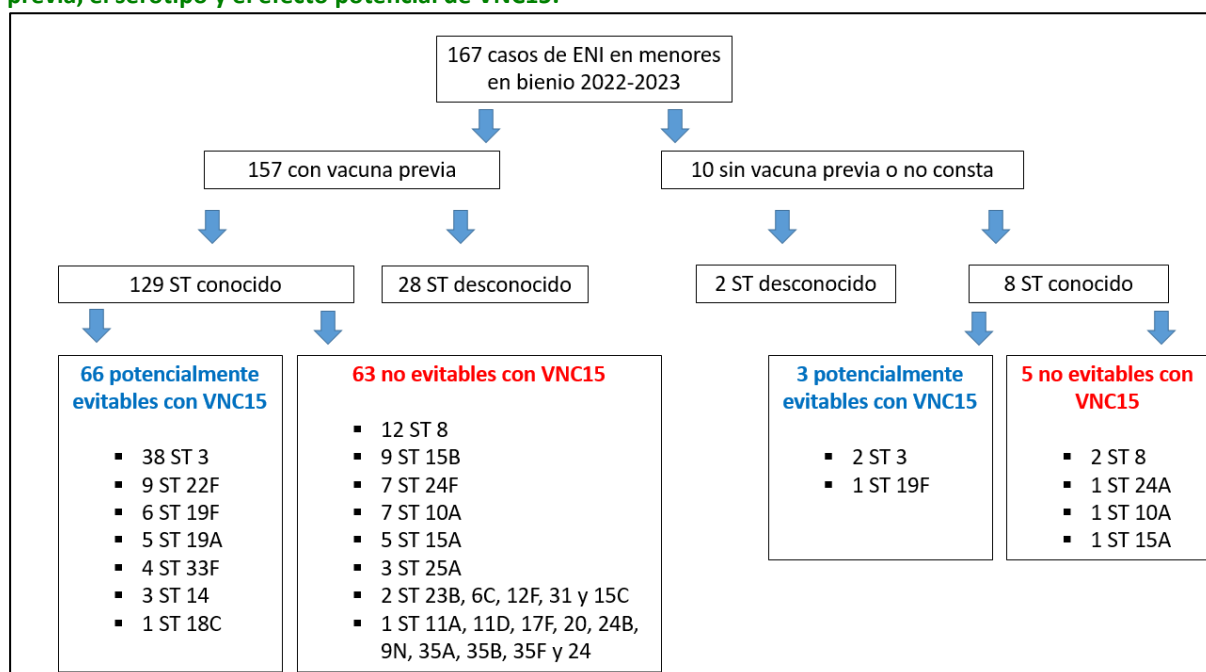 previa, el serotipo y el efecto potencial de VNC15.
167 casos de ENI en menores
en bienio 2022-2023
157 con vacuna previa
10 sin vacuna previa o no consta
129 ST conocido
28 ST desconocido
2 ST desconocido
8 ST conocido
66 potencialmente
evitables con VNC15
▪ 38 ST 3
▪ 9 ST 22F
▪ 6 ST 19F
▪ 5 ST 19A
▪ 4 ST 33F
▪ 3 ST 14
▪ 1 ST 18C
63 no evitables con VNC15
▪ 12 ST 8
▪ 9 ST 15B
▪ 7 ST 24F
▪ 7 ST 10A
▪ 5 ST 15A
▪ 3 ST 25A
▪ 2 ST 23B, 6C, 12F, 31 y 15C
▪ 1 ST 11A, 11D, 17F, 20, 24B,
9N, 35A, 35B, 35F y 24
3 potencialmente
evitables con VNC15
▪ 2 ST 3
▪ 1 ST 19F
5 no evitables con
VNC15
▪ 2 ST 8
▪ 1 ST 24A
▪ 1 ST 10A
▪ 1 ST 15A